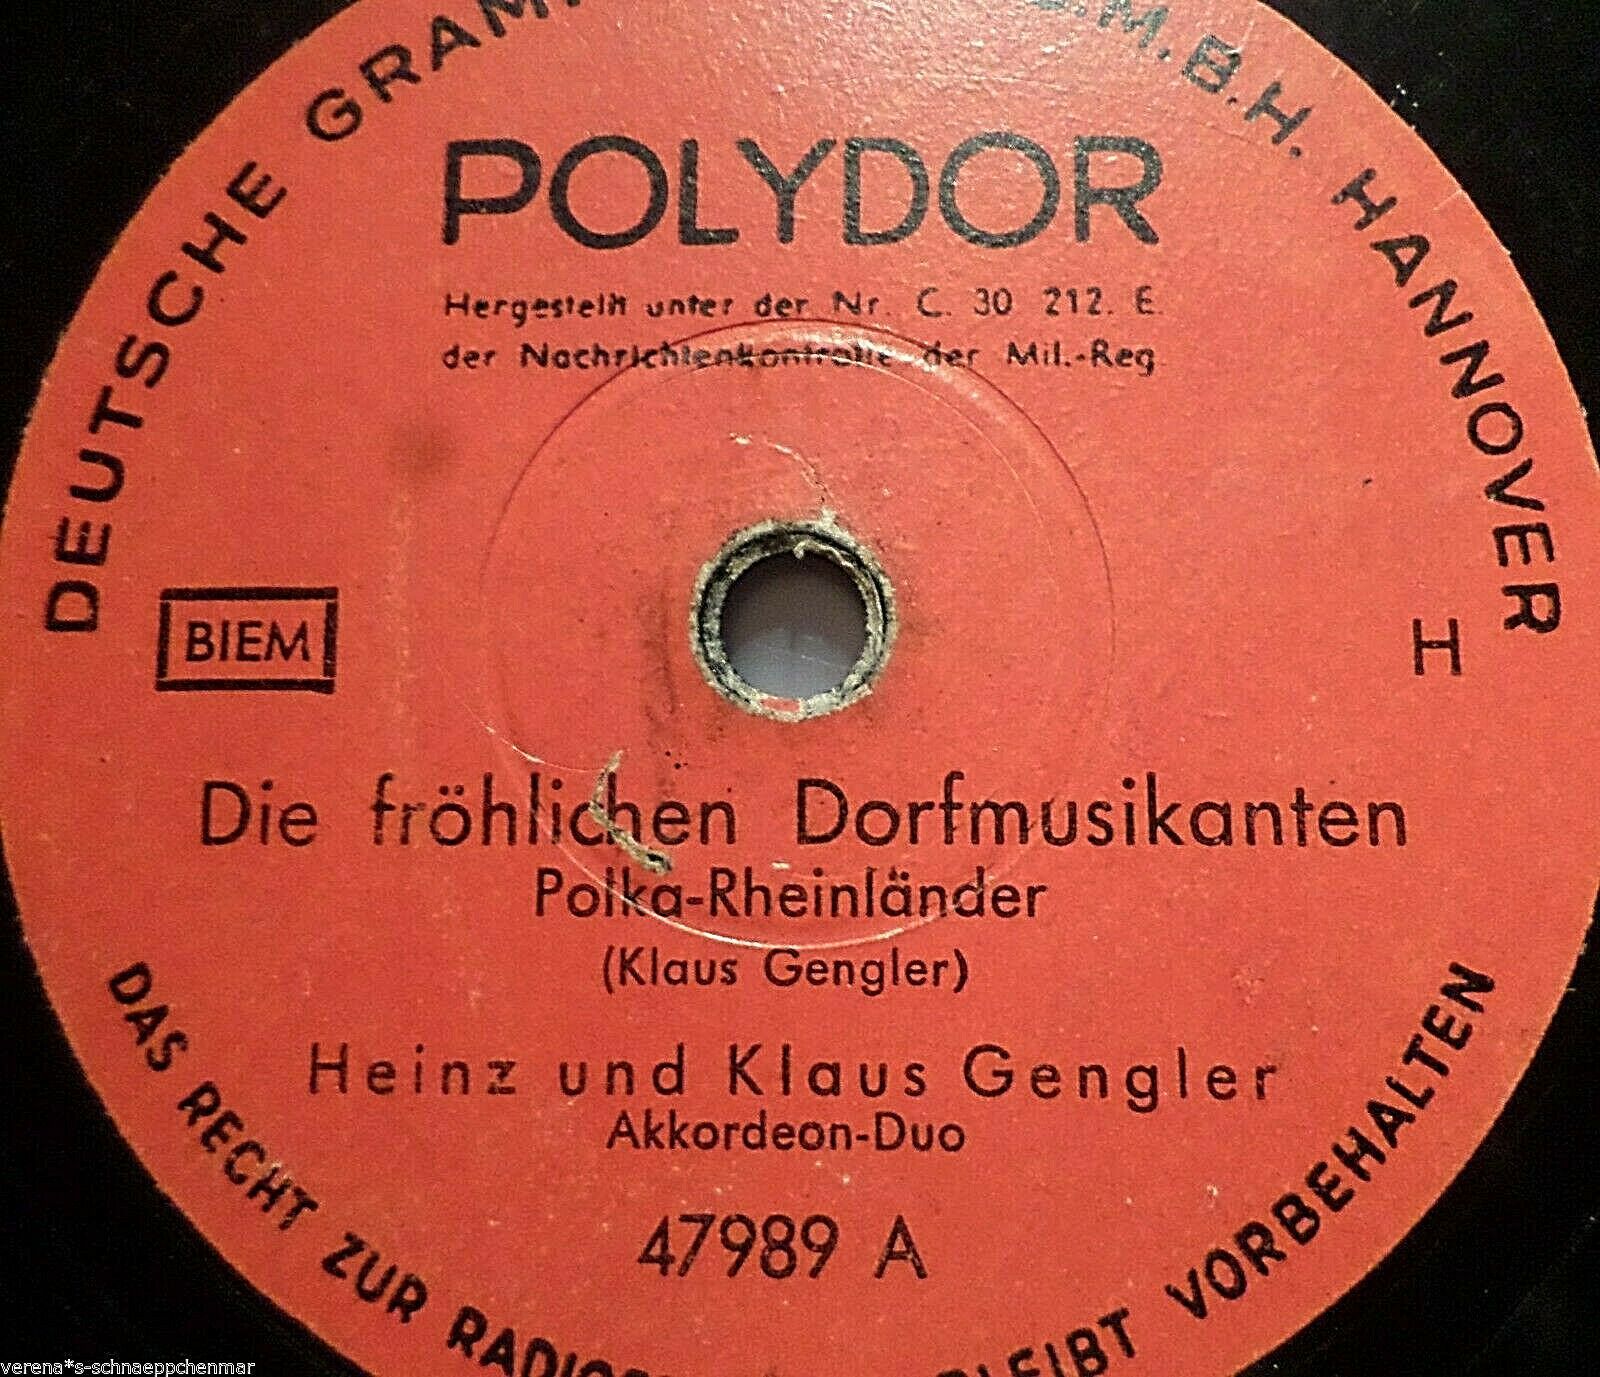 DEUTSCHE GRAM M.B.H. HANNOVER
POLYDOR
Hergestellt unter der Nr. C. 30 212. E.
der Nachrichtenkontrolle der Mil.-Reg.
BIEM
H
Die fröhlichen Dorfmusikanten
Polka-Rheinländer
(Klaus Gengler)
Heinz und Klaus Gengler
Akkordeon-Duo
47989 A
DAS RECHT ZUR BLEIBT VORBEHALTEN
verena*s-schnaeppchenmar